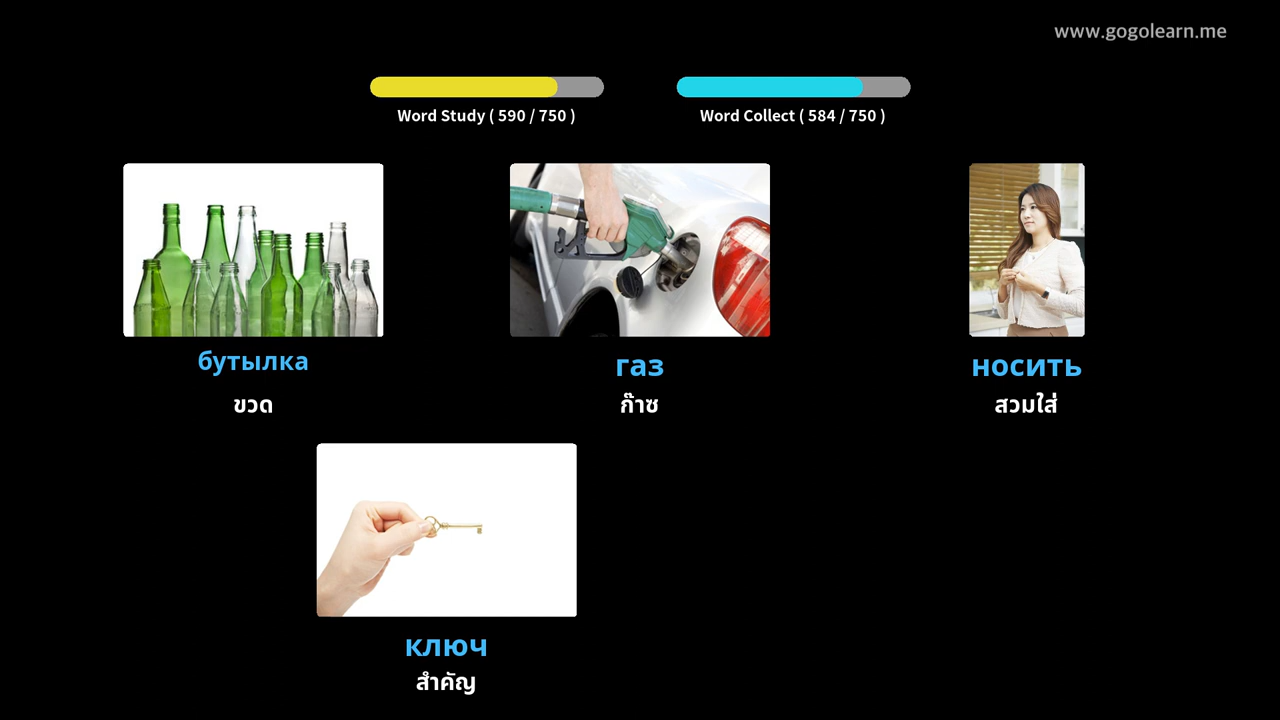 www.gogolearn.me
Word Study ( 590 / 750 )
Word Collect ( 584 / 750 )
бутылка
газ
носить
ขวด
ก๊าซ
สวมใส่
ключ
สำคัญ